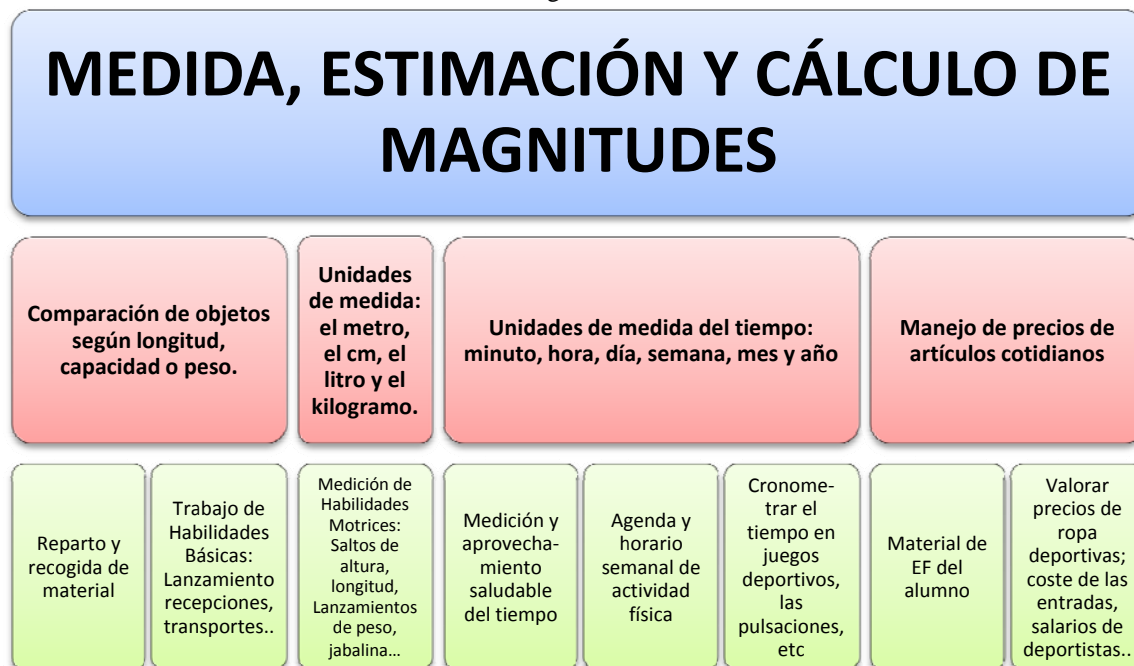 MEDIDA, ESTIMACIÓN Y CÁLCULO DE
MAGNITUDES
Comparación de objetos
según longitud,
capacidad o peso.
Unidades
de medida:
el metro,
el cm, el
litro y el
kilogramo.
Unidades de medida del tiempo:
minuto, hora, día, semana, mes y año
Manejo de precios de
artículos cotidianos
Reparto y
recogida de
material
Trabajo de
Habilidades
Básicas:
Lanzamiento
recepciones,
transportes..
Medición de
Habilidades
Motrices:
Saltos de
altura,
longitud,
Lanzamientos
de peso,
jabalina…
Medición y
aprovecha-
miento
saludable
del tiempo
Agenda y
horario
semanal de
actividad
física
Cronome-
trar el
tiempo en
juegos
deportivos,
las
pulsaciones,
etc
Material de
EF del
alumno
Valorar
precios de
ropa
deportivas;
coste de las
entradas,
salarios de
deportistas..